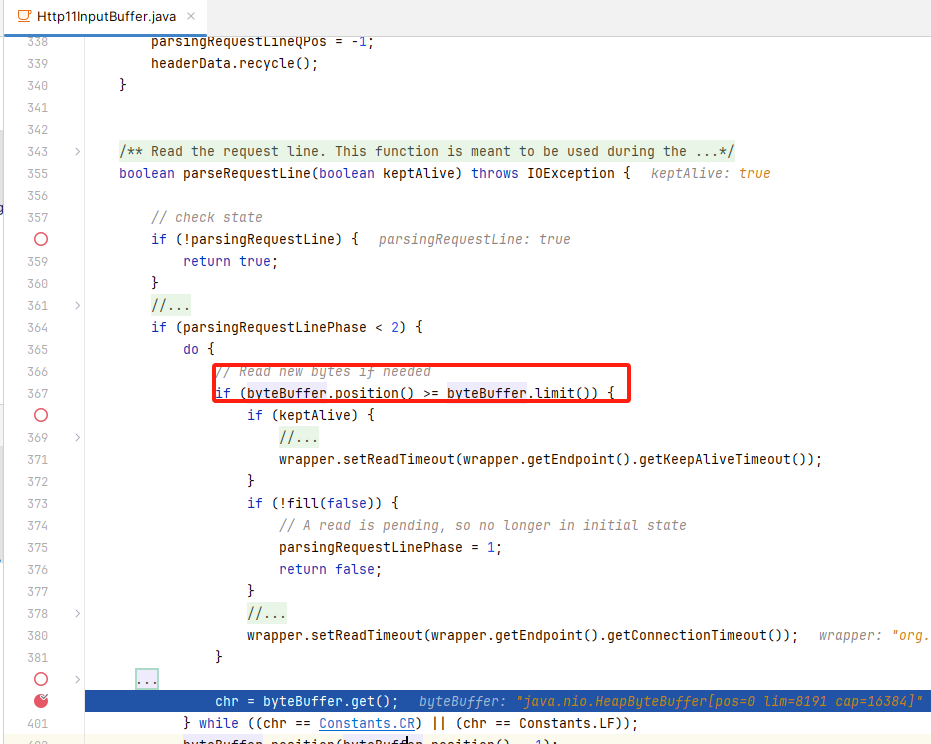 Http11InputBuffer.java
338 parsingRequestLineQPos = -1;
339 headerData.recycle();
340 }
341
342
343 /** Read the request line. This function is meant to be used during the ...*/
355 boolean parseRequestLine(boolean keptAlive) throws IOException { keptAlive: true
356
357 // check state
if (!parsingRequestLine) { parsingRequestLine: true
359 return true;
360 }
361 //...
364 if (parsingRequestLinePhase < 2) {
365 do {
366 // Read new bytes if needed
367 if (byteBuffer.position() >= byteBuffer.limit()) {
if (keptAlive) {
369 //...
371 wrapper.setReadTimeout(wrapper.getEndpoint().getKeepAliveTimeout());
372 }
373 if (!fill(false)) {
374 // A read is pending, so no longer in initial state
375 parsingRequestLinePhase = 1;
376 return false;
377 }
378 //...
380 wrapper.setReadTimeout(wrapper.getEndpoint().getConnectionTimeout()); wrapper: "org.
381 }
...
chr = byteBuffer.get(); byteBuffer: "java.nio.HeapByteBuffer[pos=0 lim=8191 cap=16384]"
401 } while ((chr == Constants.CR) || (chr == Constants.LF));
byteBuffer.position(byteBuffer.position() - 1);